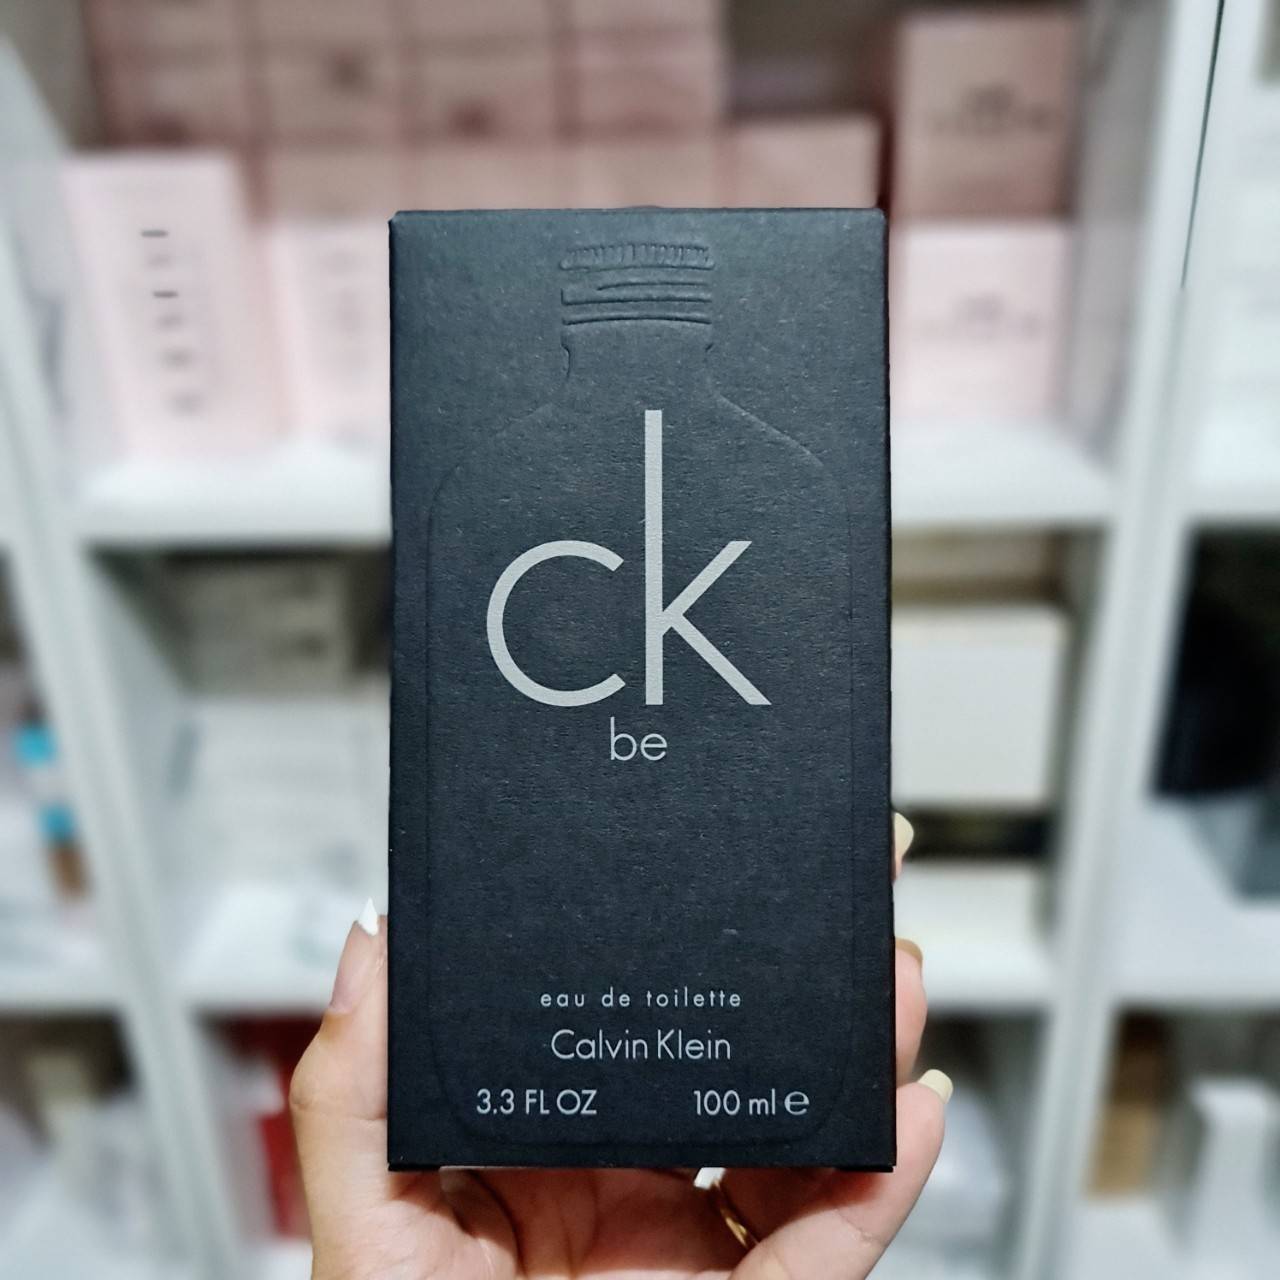 ck
be
eau de toilette
Calvin Klein
3.3 FL OZ 100 ml e